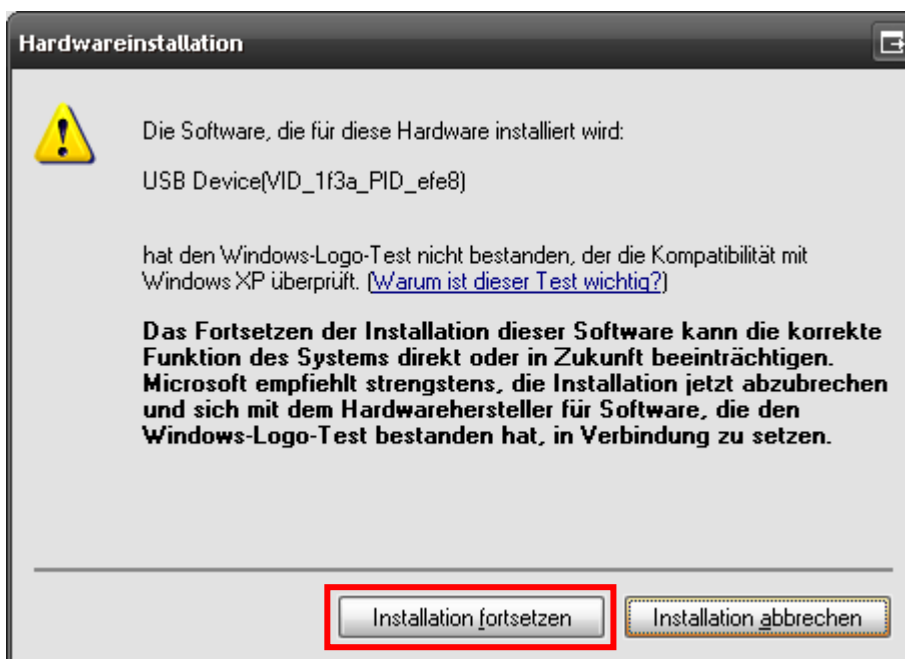 Hardwareinstallation
Die Software, die für diese Hardware installiert wird:
USB Device(VID_1f3a_PID_efe8)
hat den Windows-Logo-Test nicht bestanden, der die Kompatibilität mit
Windows XP überprüft. (Warum ist dieser Test wichtig?)
Das Fortsetzen der Installation dieser Software kann die korrekte
Funktion des Systems direkt oder in Zukunft beeinträchtigen.
Microsoft empfiehlt strengstens, die Installation jetzt abzubrechen
und sich mit dem Hardwarehersteller für Software, die den
Windows-Logo-Test bestanden hat, in Verbindung zu setzen.
Installation fortsetzen Installation abbrechen